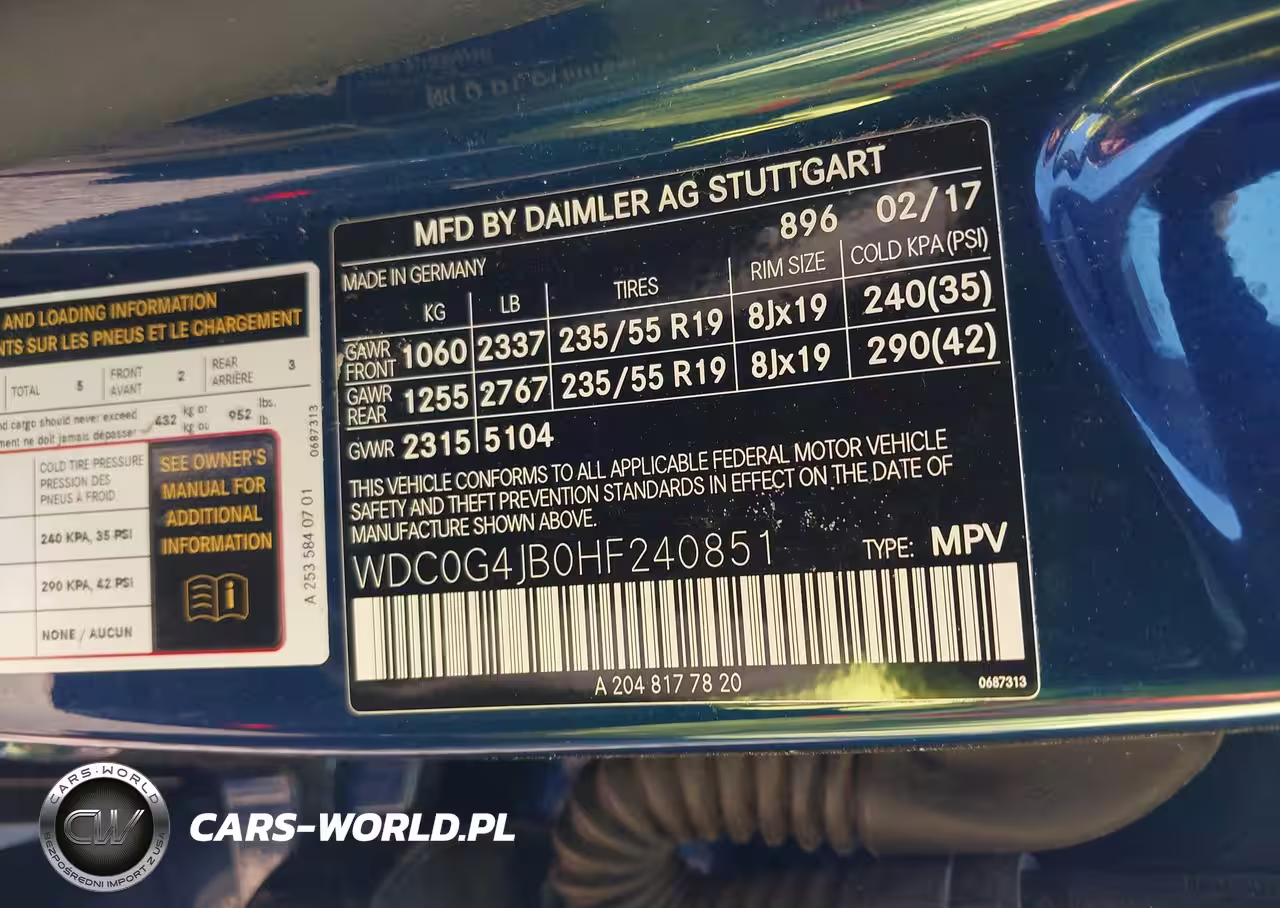 AND LOADING INFORMATION
NTS SUR LES PNEUS ET LE CHARGEMENT
TOTAL 5 FRONT AVANT 2 REAR ARRIÈRE 3
cargo should never exceed 432 kg or 952 lbs.
ment ne doit jamais dépasser kg ou lb.
COLD TIRE PRESSURE
PRESSION DES
PNEUS À FROID
240 KPA, 35 PSI
290 KPA, 42 PSI
NONE / AUCUN
SEE OWNER'S
MANUAL FOR
ADDITIONAL
INFORMATION
0687313
A 253 584 07 01
MFD BY DAIMLER AG STUTTGART
896 02/17
MADE IN GERMANY
KG LB TIRES RIM SIZE COLD KPA (PSI)
GAWR FRONT 1060 2337 235/55 R19 8Jx19 240(35)
GAWR REAR 1255 2767 235/55 R19 8Jx19 290(42)
GVWR 2315 5104
THIS VEHICLE CONFORMS TO ALL APPLICABLE FEDERAL MOTOR VEHICLE
SAFETY AND THEFT PREVENTION STANDARDS IN EFFECT ON THE DATE OF
MANUFACTURE SHOWN ABOVE.
WDC0G4JB0HF240851 TYPE: MPV
A 204 817 78 20
0687313
CARS-WORLD
CW
BEZPOŚREDNI IMPORT Z USA
CARS-WORLD.PL